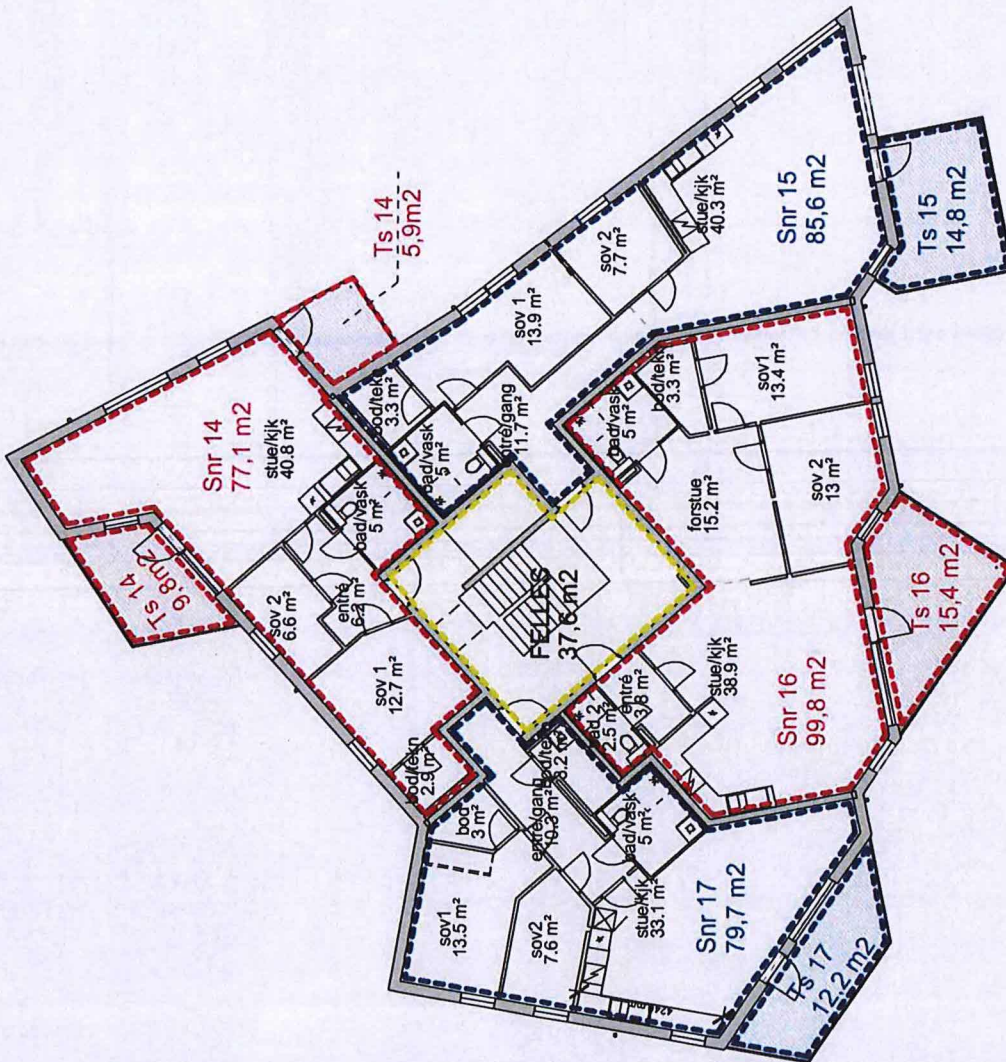 Ts 14
5,9m2
Snr 14
77,1 m2
stue/kjk
40.8 m²
Ts 14
9,8m2
sov 2
6.6 m²
entré
6.2 m²
bad/vask
5 m²
sov 1
12.7 m²
bod/tekn
2.9 m²
Snr 15
85,6 m2
stue/kjk
40.3 m²
Ts 15
14,8 m2
sov 2
7.7 m²
sov 1
13.9 m²
bod/tekn
3.3 m²
bad/vask
5 m²
entre/gang
11.7 m²
FELLES
37,6 m2
bad/vask
5 m²
bod/tekn
3.3 m²
sov1
13.4 m²
forstue
15.2 m²
sov 2
13 m²
Ts 16
15,4 m2
Snr 16
99,8 m2
stue/kjk
38.9 m²
entré
3.8 m²
bad 2
2.5 m²
bod
3 m²
entre/gang
10.3 m²
bad/vask
5 m²
sov1
13.5 m²
sov2
7.6 m²
stue/kjk
33.1 m²
Snr 17
79,7 m2
Ts 17
12,2 m2